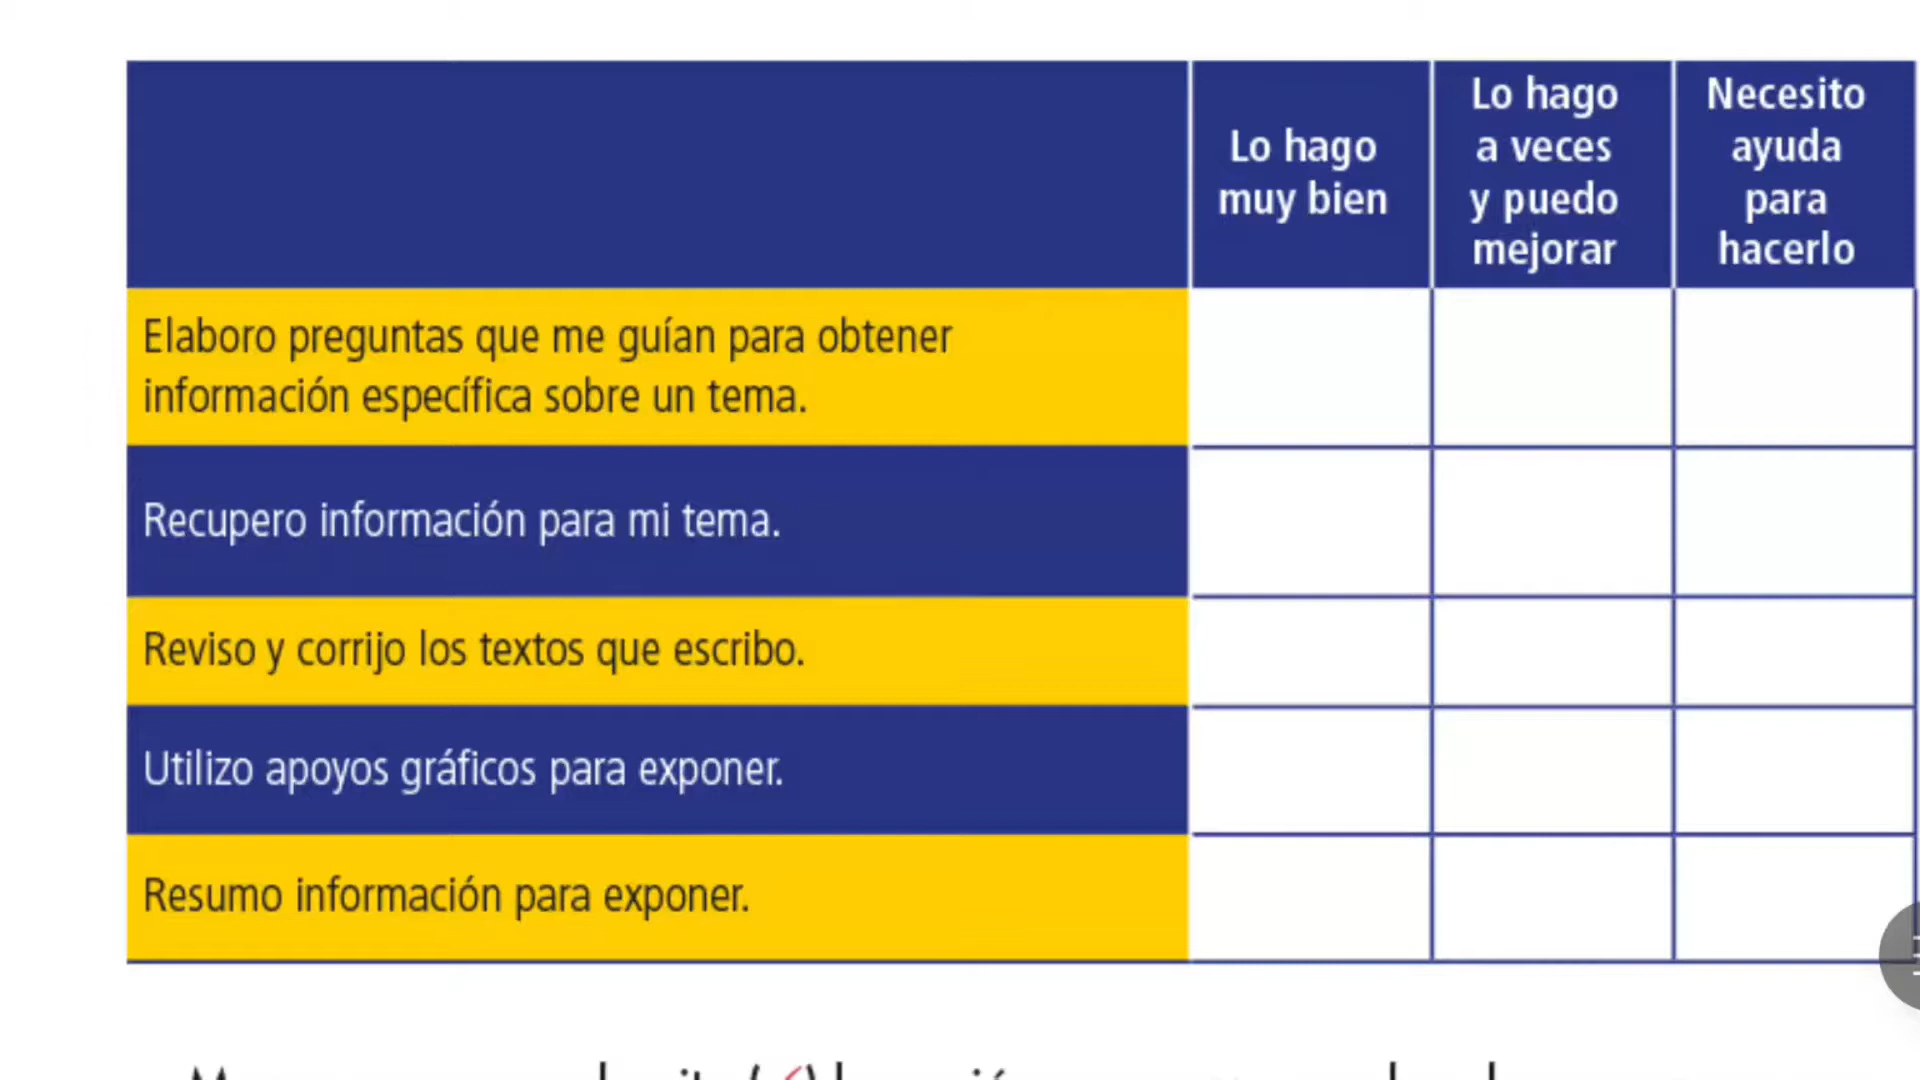 Lo hago
muy bien
Lo hago
a veces
y puedo
mejorar
Necesito
ayuda
para
hacerlo
Elaboro preguntas que me guían para obtener
información específica sobre un tema.
Recupero información para mi tema.
Reviso y corrijo los textos que escribo.
Utilizo apoyos gráficos para exponer.
Resumo información para exponer.